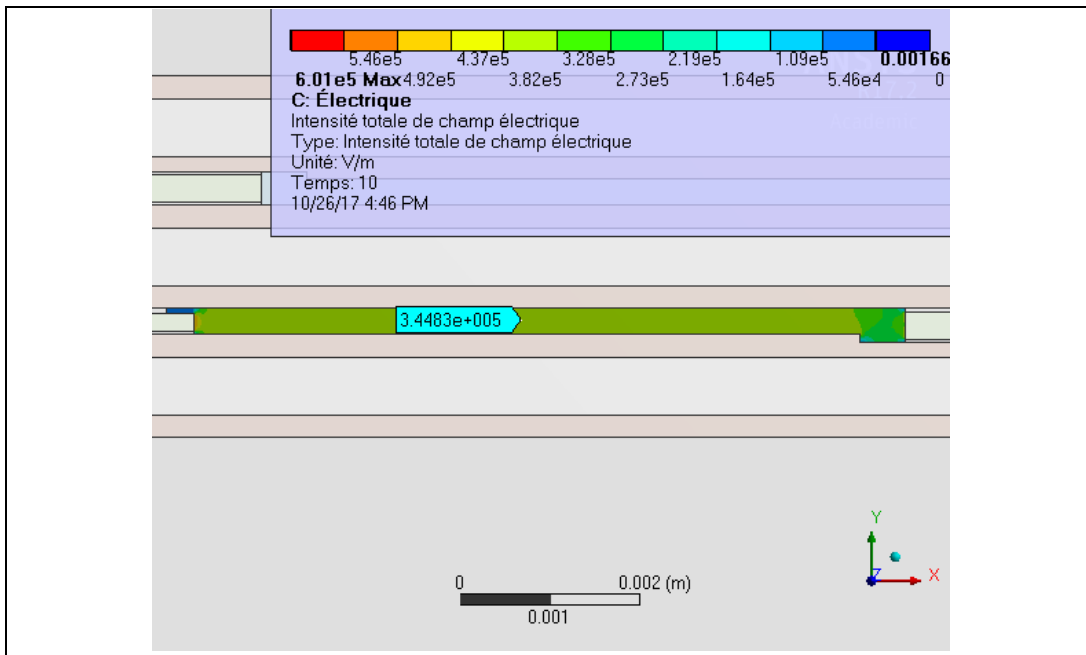 5.46e5 4.37e5 3.28e5 2.19e5 1.09e5 0.00166
6.01e5 Max 4.92e5 3.82e5 2.73e5 1.64e5 5.46e4 0
C: Électrique
Intensité totale de champ électrique
Type: Intensité totale de champ électrique
Unité: V/m
Temps: 10
10/26/17 4:46 PM
3.4483e+005
Y
X
Z
0 0.002 (m)
0.001